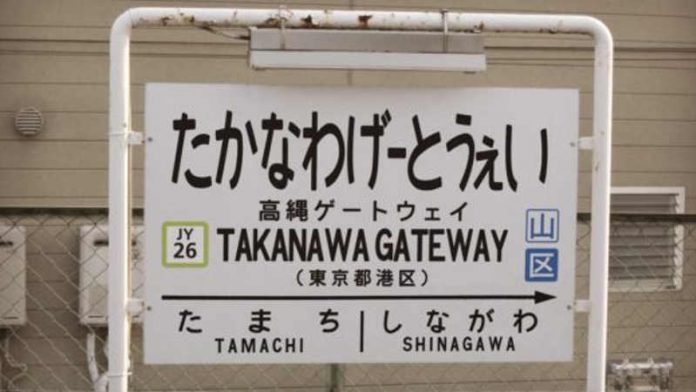 たかなわげーとうぇい
高縄ゲートウェイ
JY
26
TAKANAWA GATEWAY
山
区
(東京都港区)
たまち|しながわ
TAMACHI
SHINAGAWA